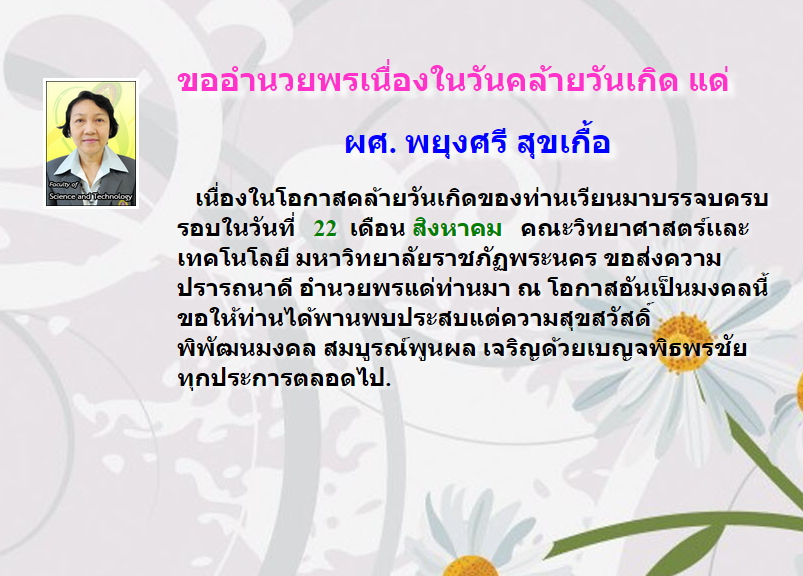 ขออำนวยพรเนื่องในวันคล้ายวันเกิด แด่
ผศ. พยุงศรี สุขเกื้อ
Faculty of
Science and Technology
เนื่องในโอกาสคล้ายวันเกิดของท่านเวียนมาบรรจบครบ
รอบในวันที่ 22 เดือน สิงหาคม คณะวิทยาศาสตร์และ
เทคโนโลยี มหาวิทยาลัยราชภัฏพระนคร ขอส่งความ
ปรารถนาดี อำนวยพรแด่ท่านมา ณ โอกาสอันเป็นมงคลนี้
ขอให้ท่านได้พานพบประสบแต่ความสุขสวัสดิ์
พิพัฒนมงคล สมบูรณ์พูนผล เจริญด้วยเบญจพิธพรชัย
ทุกประการตลอดไป.